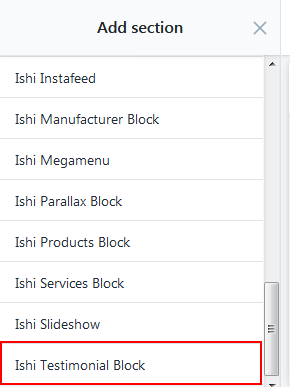 Add section
Ishi Instafeed
Ishi Manufacturer Block
Ishi Megamenu
Ishi Parallax Block
Ishi Products Block
Ishi Services Block
Ishi Slideshow
Ishi Testimonial Block